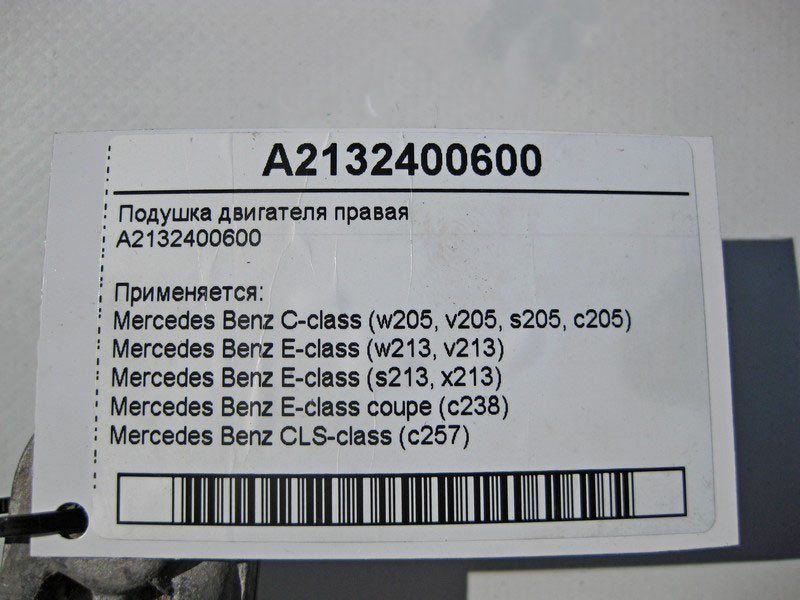 A2132400600
Подушка двигателя правая
A2132400600
Применяется:
Mercedes Benz C-class (w205, v205, s205, c205)
Mercedes Benz E-class (w213, v213)
Mercedes Benz E-class (s213, x213)
Mercedes Benz E-class coupe (c238)
Mercedes Benz CLS-class (c257)